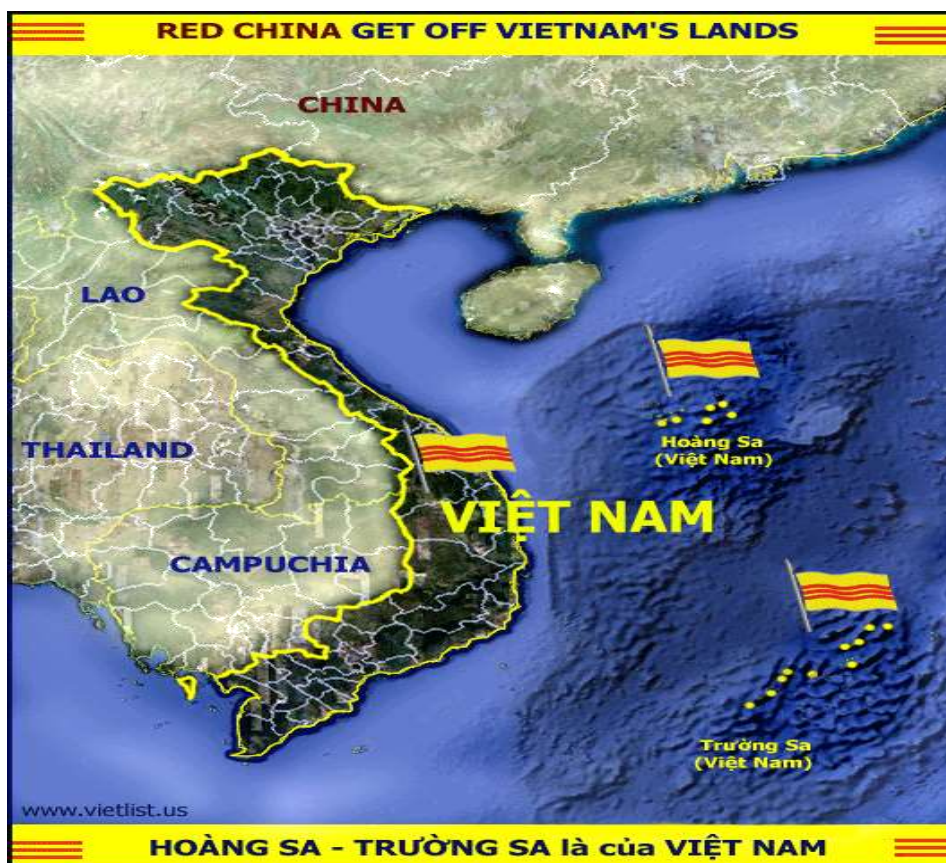 RED CHINA GET OFF VIETNAM'S LANDS
CHINA
LAO
THAILAND
Hoàng Sa
(Việt Nam)
VIỆT NAM
CAMPUCHIA
Trường Sa
(Việt Nam)
www.vietlist.us
HOÀNG SA - TRƯỜNG SA là của VIỆT NAM